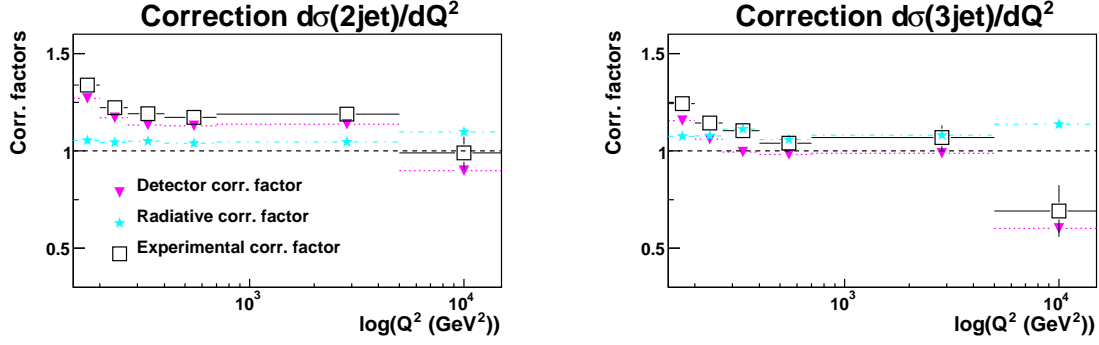 Correction dσ(2jet)/dQ²
Corr. factors
1.5
1
0.5
Detector corr. factor
Radiative corr. factor
Experimental corr. factor
10³
10⁴
log(Q² (GeV²))
Correction dσ(3jet)/dQ²
Corr. factors
1.5
1
0.5
10³
10⁴
log(Q² (GeV²))